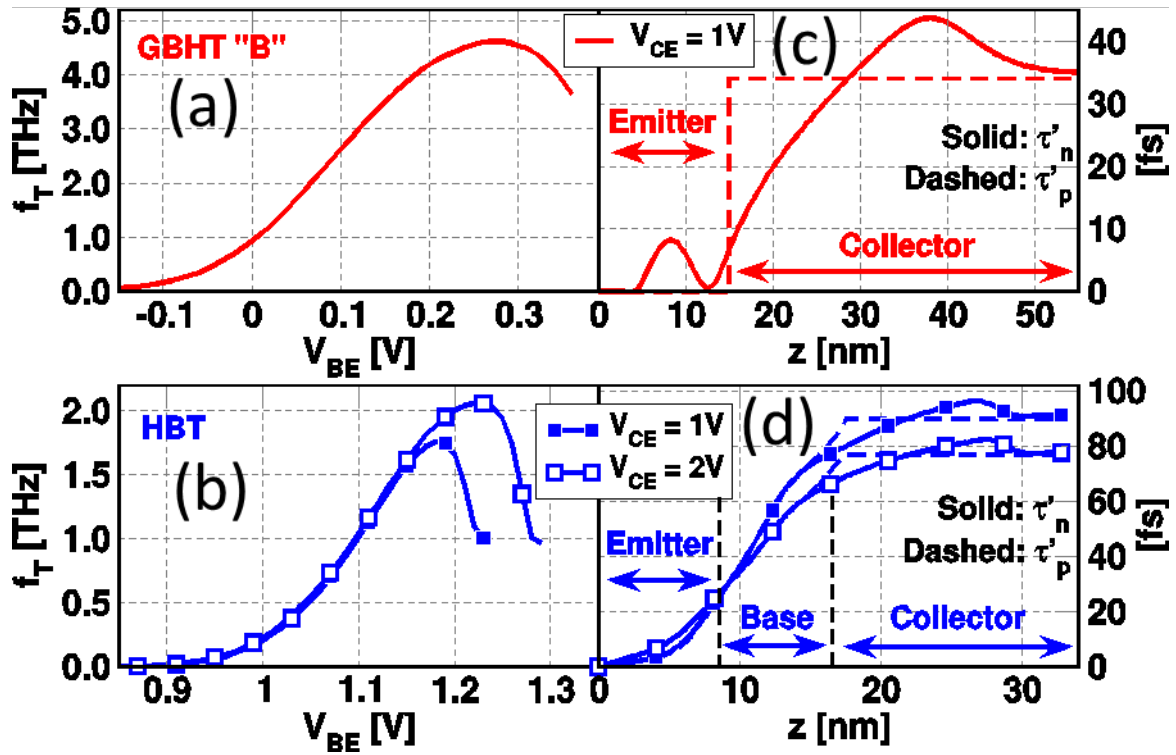 GBHT "B"
(a)
f_T [THz]
5.0
4.0
3.0
2.0
1.0
0.0
-0.1 0 0.1 0.2 0.3
V_BE [V]
V_CE = 1V
(c)
Emitter
Solid: τ'_n
Dashed: τ'_p
Collector
[fs]
40
30
20
10
0
0 10 20 30 40 50
z [nm]
HBT
(b)
f_T [THz]
2.0
1.5
1.0
0.5
0.0
0.9 1 1.1 1.2 1.3
V_BE [V]
V_CE = 1V
V_CE = 2V
(d)
Emitter
Solid: τ'_n
Dashed: τ'_p
Base
Collector
[fs]
100
80
60
40
20
0
0 10 20 30
z [nm]